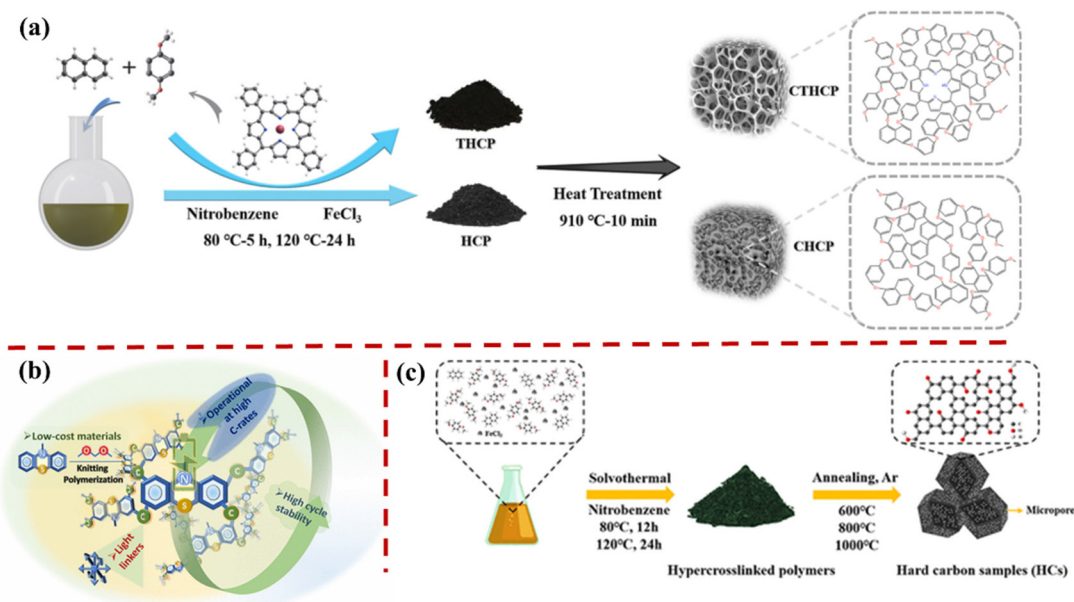 (a)
+
CTHCP
THCP
Nitrobenzene FeCl3
80 ℃-5 h, 120 ℃-24 h
HCP
Heat Treatment
910 ℃-10 min
CHCP
(b)
➢Operational
at high
C-rates
➢Low-cost materials
Knitting
Polymerization
N
S
C
C
C
C
➢High cycle
stability
➢Light
linkers
(c)
FeCl3
Solvothermal
Nitrobenzene
80℃, 12h
120℃, 24h
Hypercrosslinked polymers
Annealing, Ar
600℃
800℃
1000℃
Micropore
Hard carbon samples (HCs)